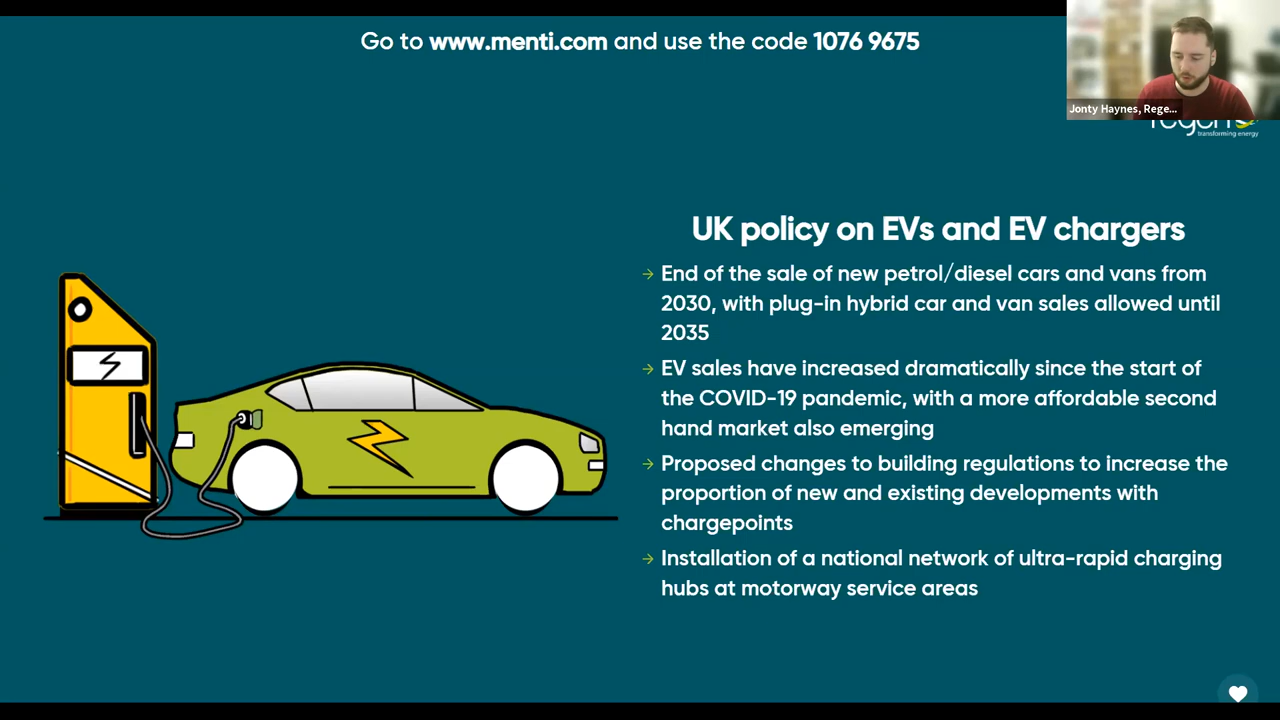 Go to www.menti.com and use the code 1076 9675
Jonty Haynes, Rege...
regen
transforming energy
UK policy on EVs and EV chargers
→ End of the sale of new petrol/diesel cars and vans from
2030, with plug-in hybrid car and van sales allowed until
2035
→ EV sales have increased dramatically since the start of
the COVID-19 pandemic, with a more affordable second
hand market also emerging
→ Proposed changes to building regulations to increase the
proportion of new and existing developments with
chargepoints
→ Installation of a national network of ultra-rapid charging
hubs at motorway service areas